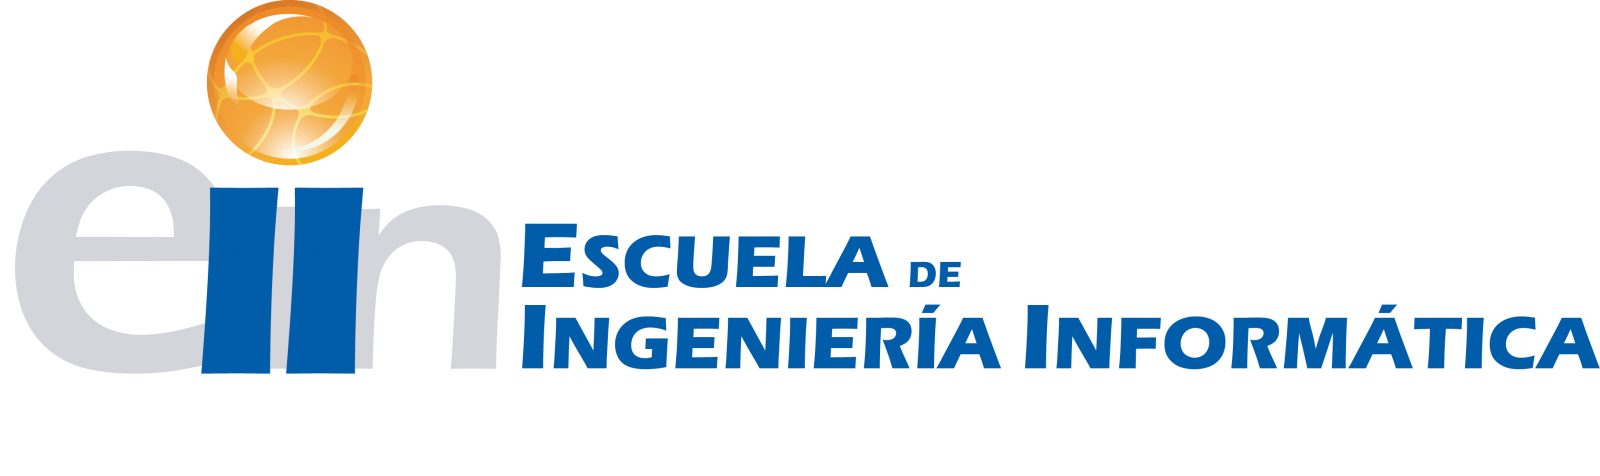 eiin
ESCUELA DE
INGENIERÍA INFORMÁTICA